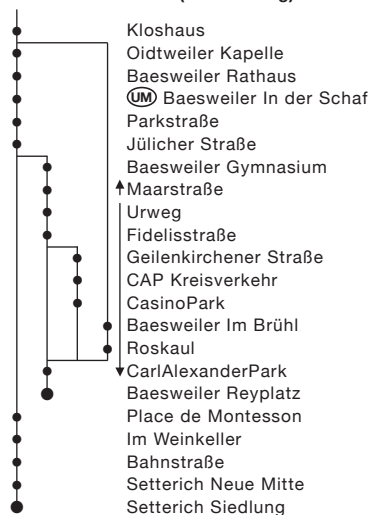 Kloshaus
Oidtweiler Kapelle
Baesweiler Rathaus
UM Baesweiler In der Schaf
Parkstraße
Jülicher Straße
Baesweiler Gymnasium
Maarstraße
Urweg
Fidelisstraße
Geilenkirchener Straße
CAP Kreisverkehr
CasinoPark
Baesweiler Im Brühl
Roskaul
CarlAlexanderPark
Baesweiler Reyplatz
Place de Montesson
Im Weinkeller
Bahnstraße
Setterich Neue Mitte
Setterich Siedlung